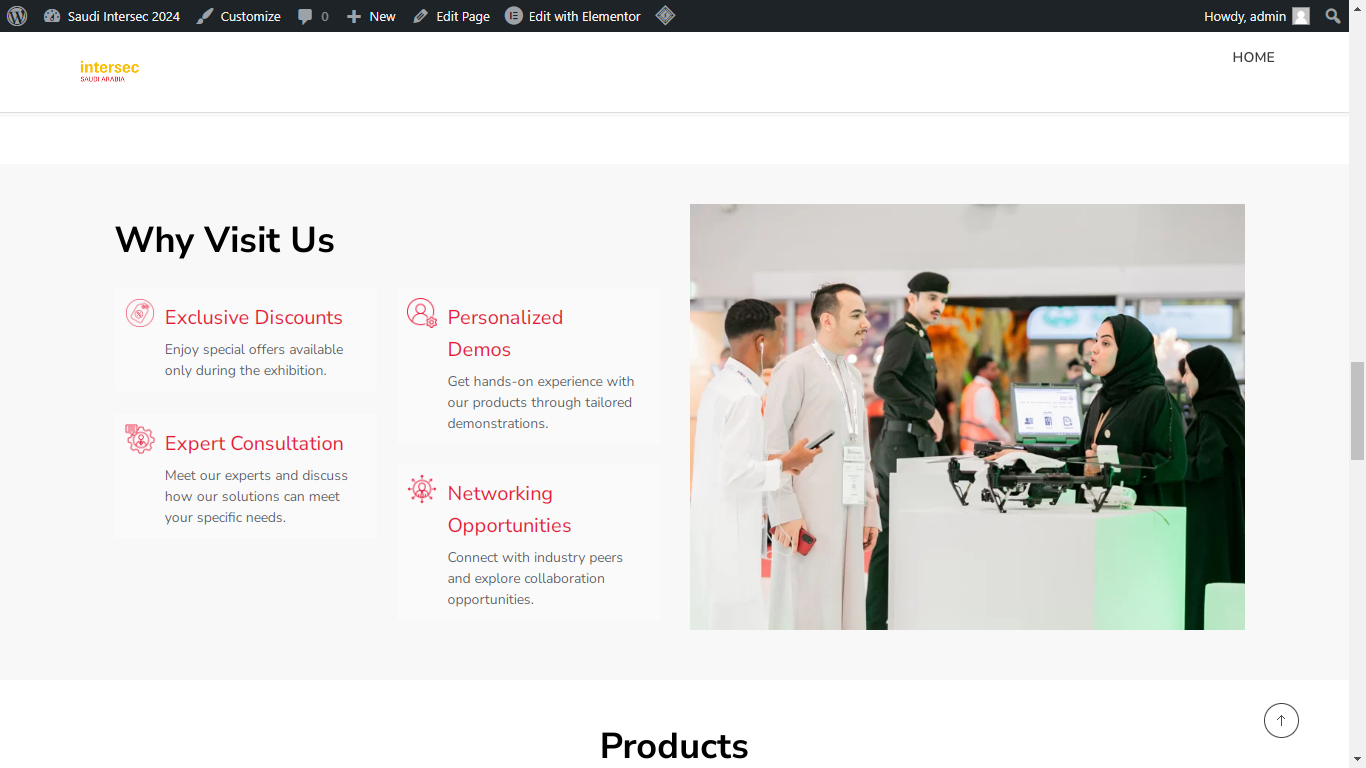 Saudi Intersec 2024 Customize 0 New Edit Page Edit with Elementor Howdy, admin
intersec
SAUDI ARABIA
HOME
Why Visit Us
Exclusive Discounts
Enjoy special offers available
only during the exhibition.
Expert Consultation
Meet our experts and discuss
how our solutions can meet
your specific needs.
Personalized
Demos
Get hands-on experience with
our products through tailored
demonstrations.
Networking
Opportunities
Connect with industry peers
and explore collaboration
opportunities.
Products